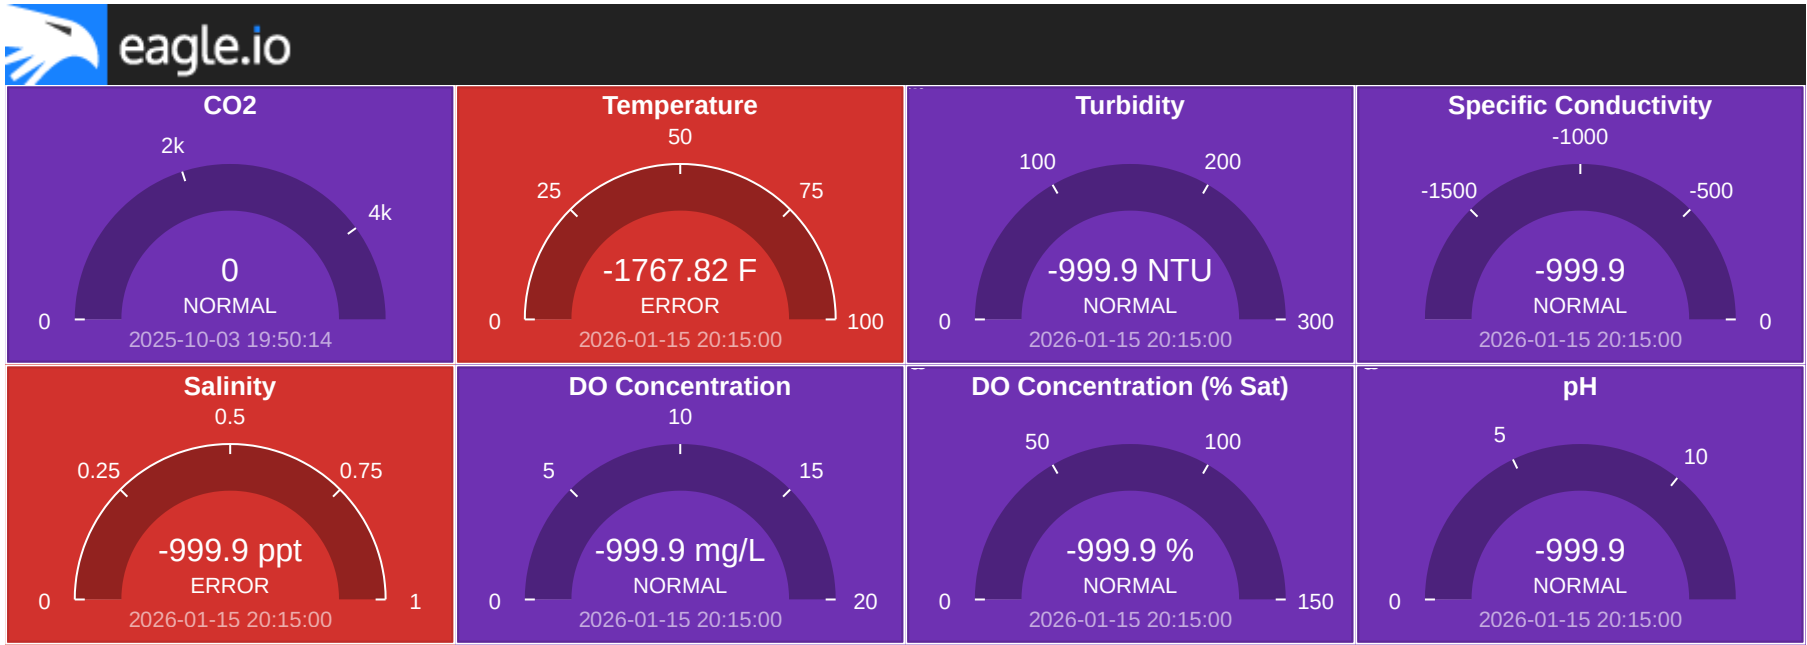 eagle.io
CO2
2k
4k
0
NORMAL
0
2025-10-03 19:50:14
Temperature
50
25
75
-1767.82 F
ERROR
0
100
2026-01-15 20:15:00
Turbidity
100
200
-999.9 NTU
NORMAL
0
300
2026-01-15 20:15:00
Specific Conductivity
-1000
-1500
-500
-999.9
NORMAL
0
2026-01-15 20:15:00
Salinity
0.5
0.25
0.75
-999.9 ppt
ERROR
0
1
2026-01-15 20:15:00
DO Concentration
10
5
15
-999.9 mg/L
NORMAL
0
20
2026-01-15 20:15:00
DO Concentration (% Sat)
50
100
-999.9 %
NORMAL
0
150
2026-01-15 20:15:00
pH
5
10
-999.9
NORMAL
0
2026-01-15 20:15:00